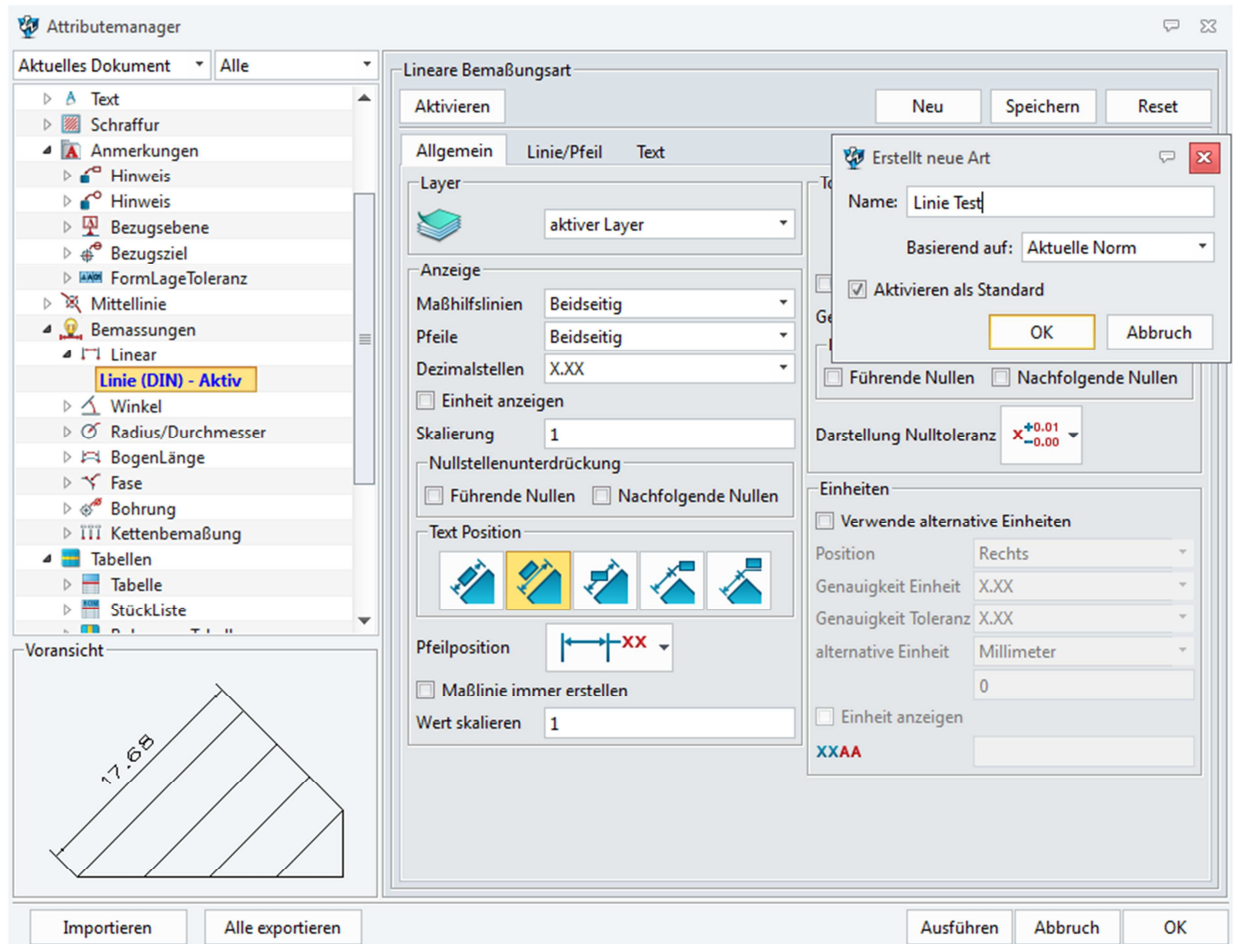 Attributemanager
Aktuelles Dokument
Alle
Text
Schraffur
Anmerkungen
Hinweis
Hinweis
Bezugsebene
Bezugsziel
FormLageToleranz
Mittellinie
Bemassungen
Linear
Linie (DIN) - Aktiv
Winkel
Radius/Durchmesser
BogenLänge
Fase
Bohrung
Kettenbemaßung
Tabellen
Tabelle
StückListe
Voransicht
17.68
Lineare Bemaßungsart
Aktivieren
Neu
Speichern
Reset
Allgemein
Linie/Pfeil
Text
Layer
aktiver Layer
Anzeige
Maßhilfslinien
Beidseitig
Pfeile
Beidseitig
Dezimalstellen
X.XX
Einheit anzeigen
Skalierung
1
Nullstellenunterdrückung
Führende Nullen
Nachfolgende Nullen
Text Position
Pfeilposition
XX
Maßlinie immer erstellen
Wert skalieren
1
Erstellt neue Art
Name:
Linie Test
Basierend auf:
Aktuelle Norm
Aktivieren als Standard
OK
Abbruch
Führende Nullen
Nachfolgende Nullen
Darstellung Nulltoleranz
x+0.01
-0.00
Einheiten
Verwende alternative Einheiten
Position
Rechts
Genauigkeit Einheit
X.XX
Genauigkeit Toleranz
X.XX
alternative Einheit
Millimeter
0
Einheit anzeigen
XXAA
Importieren
Alle exportieren
Ausführen
Abbruch
OK